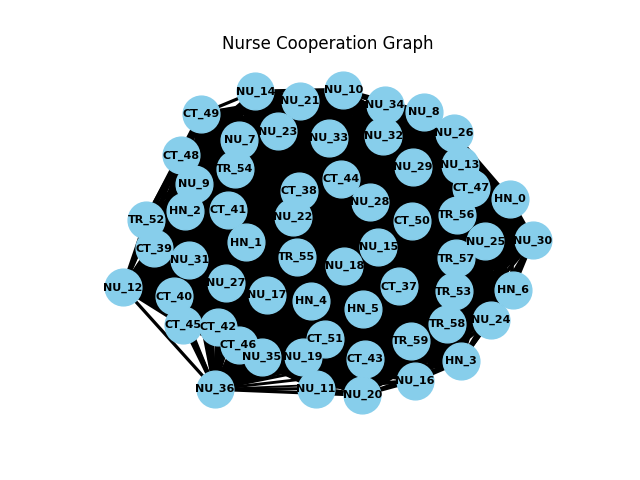 Nurse Cooperation Graph
NU_14
NU_10
NU_21
NU_34
NU_8
CT_49
NU_23
NU_26
NU_7
NU_33
NU_32
CT_48
TR_54
NU_29
NU_13
NU_9
CT_44
CT_47
CT_38
HN_0
NU_28
HN_2
CT_41
NU_22
TR_56
TR_52
CT_50
HN_1
NU_25
NU_30
CT_39
NU_15
TR_55
NU_31
NU_18
TR_57
NU_12
NU_27
CT_37
CT_40
NU_17
TR_53
HN_6
HN_4
HN_5
CT_45
CT_42
TR_58
NU_24
CT_46
CT_51
TR_59
NU_35
NU_19
CT_43
HN_3
NU_36
NU_11
NU_20
NU_16